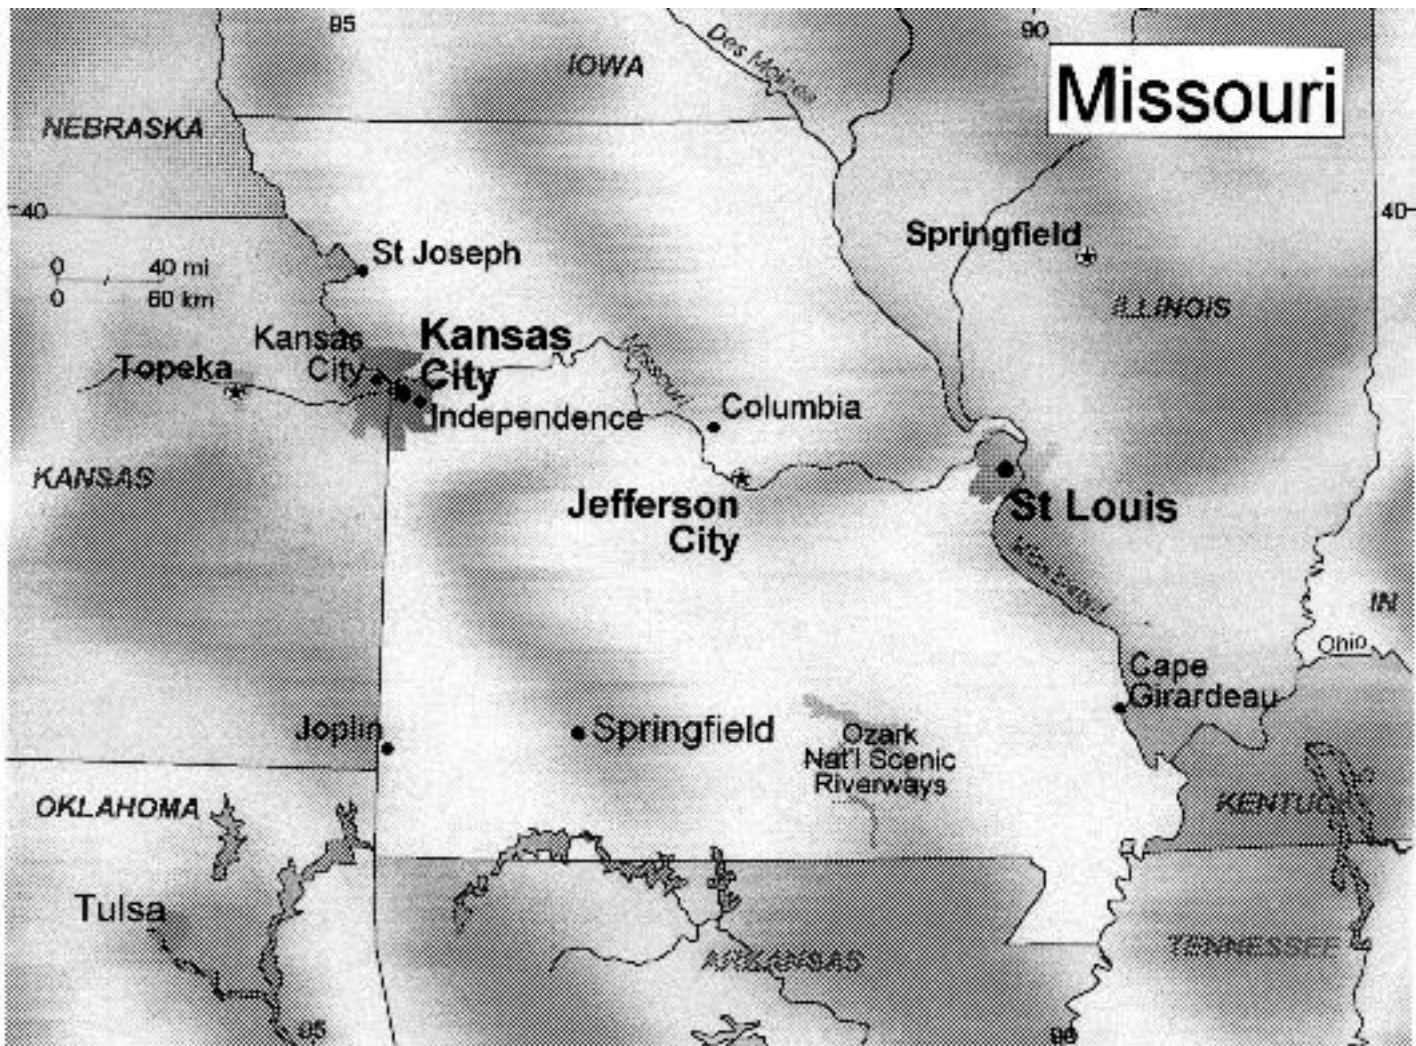 95
90
Des Moines
IOWA
Missouri
NEBRASKA
40
40
Springfield
St Joseph
0 40 mi
0 60 km
ILLINOIS
Kansas
City
Kansas
City
Topeka
Missouri
Independence
Columbia
KANSAS
Jefferson
City
St Louis
Mississippi
IN
Ohio
Cape
Girardeau
Joplin
Springfield
Ozark
Nat'l Scenic
Riverways
OKLAHOMA
KENTUC
Tulsa
ARKANSAS
TENNESSEE
95
90